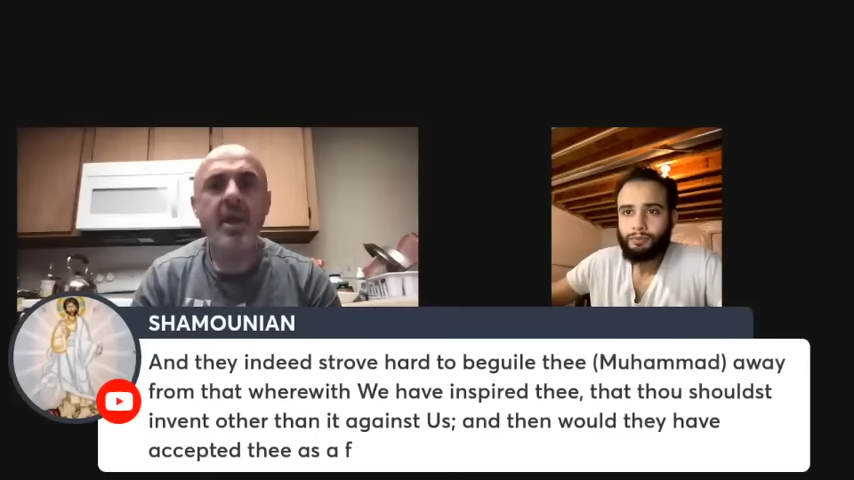 SHAMOUNIAN
And they indeed strove hard to beguile thee (Muhammad) away
from that wherewith We have inspired thee, that thou shouldst
invent other than it against Us; and then would they have
accepted thee as a f